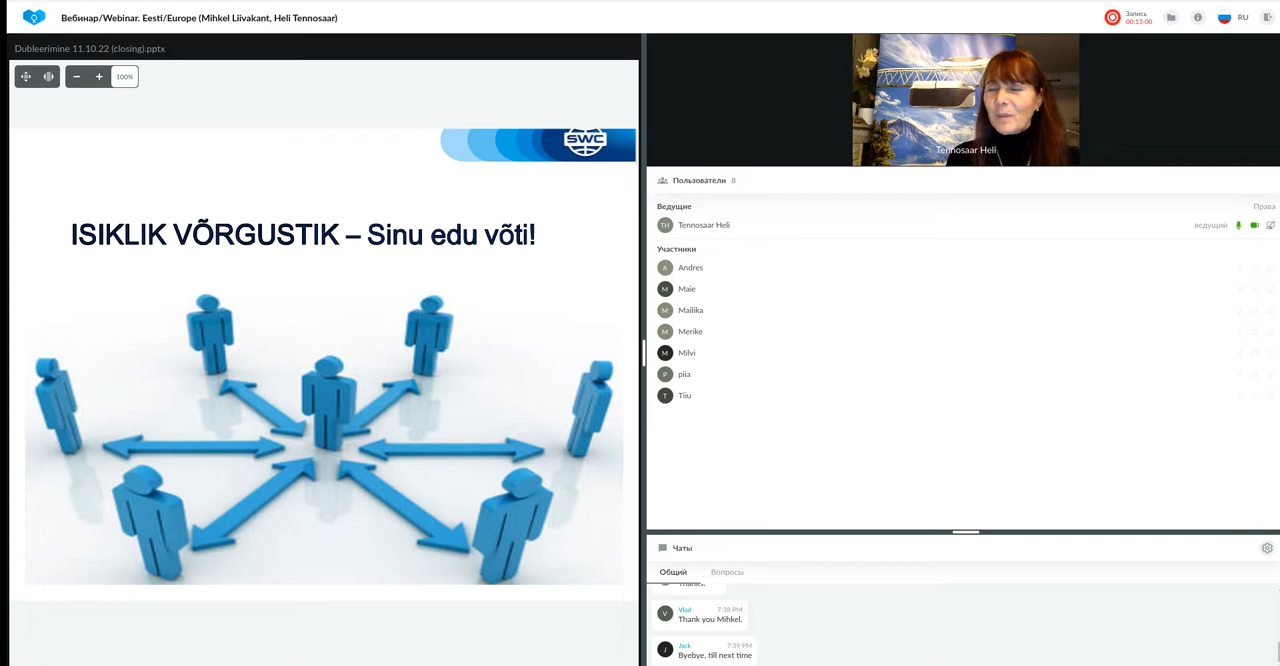 Вебинар/Webinar. Eesti/Europe (Mihkel Liivakant, Heli Tennosaar)
Запись
00:15:00
RU
Dubleerimine 11.10.22 (closing).pptx
100%
SWC
ISIKLIK VÕRGUSTIK – Sinu edu võti!
Tennosaar Heli
Пользователи 8
Ведущие Права
TH Tennosaar Heli ведущий
Участники
A Andres
M Maie
M Mailika
M Merike
M Milvi
P piia
T Tiiu
Чаты
Общий Вопросы
Thanks.
V Vlad 7:38 PM
Thank you Mihkel.
J Jack 7:39 PM
Byebye, till next time